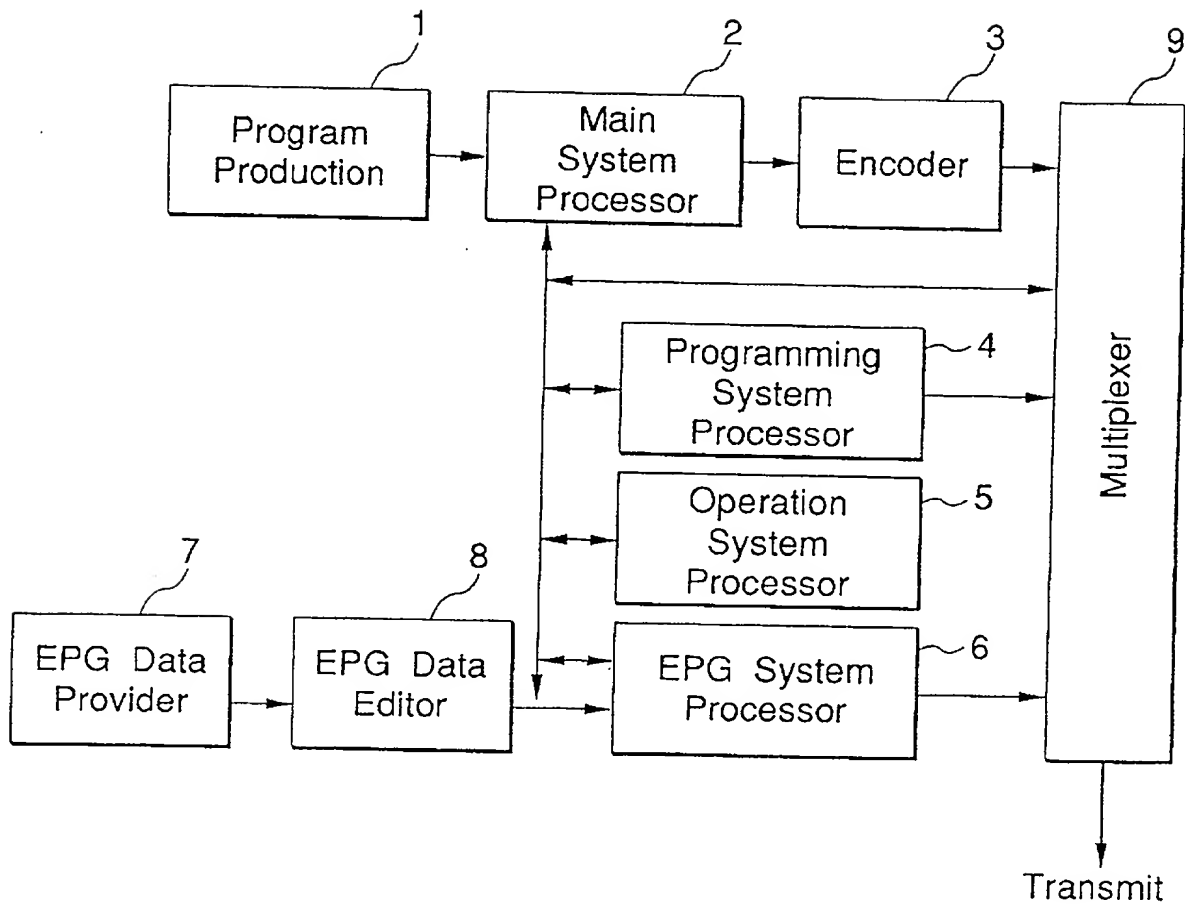 1
2
3
9
Program
Production
Main
System
Processor
Encoder
Programming
System
Processor
4
Multiplexer
Operation
System
Processor
5
7
8
EPG Data
Provider
EPG Data
Editor
EPG System
Processor
6
Transmit